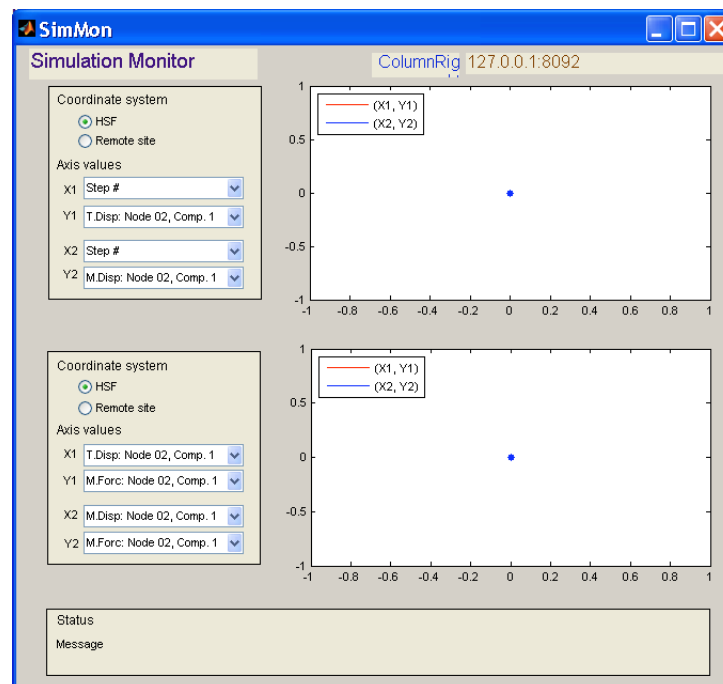 SimMon
Simulation Monitor
ColumnRig 127.0.0.1:8092
Coordinate system
HSF
Remote site
Axis values
X1 Step #
Y1 T.Disp: Node 02, Comp. 1
X2 Step #
Y2 M.Disp: Node 02, Comp. 1
1
0.5
0
-0.5
-1
(X1, Y1)
(X2, Y2)
-1 -0.8 -0.6 -0.4 -0.2 0 0.2 0.4 0.6 0.8 1
Coordinate system
HSF
Remote site
Axis values
X1 T.Disp: Node 02, Comp. 1
Y1 M.Forc: Node 02, Comp. 1
X2 M.Disp: Node 02, Comp. 1
Y2 M.Forc: Node 02, Comp. 1
1
0.5
0
-0.5
-1
(X1, Y1)
(X2, Y2)
-1 -0.8 -0.6 -0.4 -0.2 0 0.2 0.4 0.6 0.8 1
Status
Message